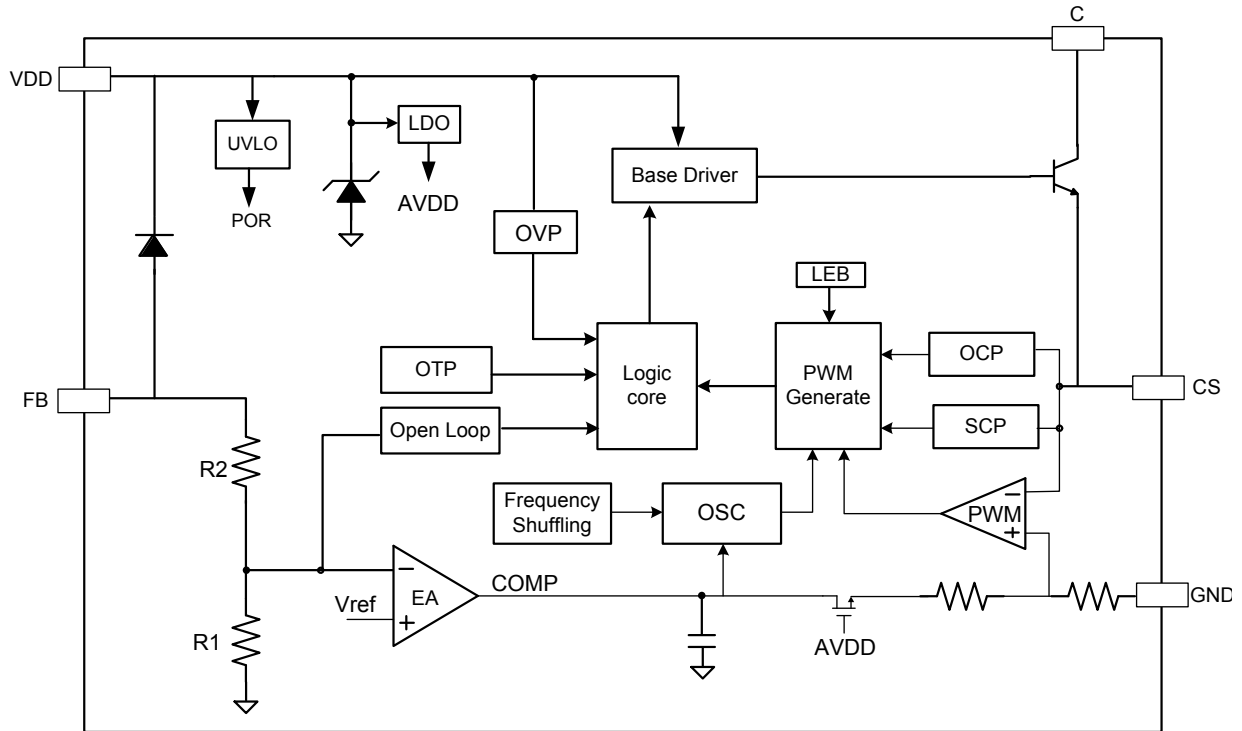 C
VDD
UVLO
LDO
POR
AVDD
Base Driver
OVP
LEB
OTP
Logic
core
PWM
Generate
OCP
FB
CS
Open Loop
SCP
R2
Frequency
Shuffling
OSC
−
PWM
+
−
EA
+
COMP
Vref
GND
R1
AVDD